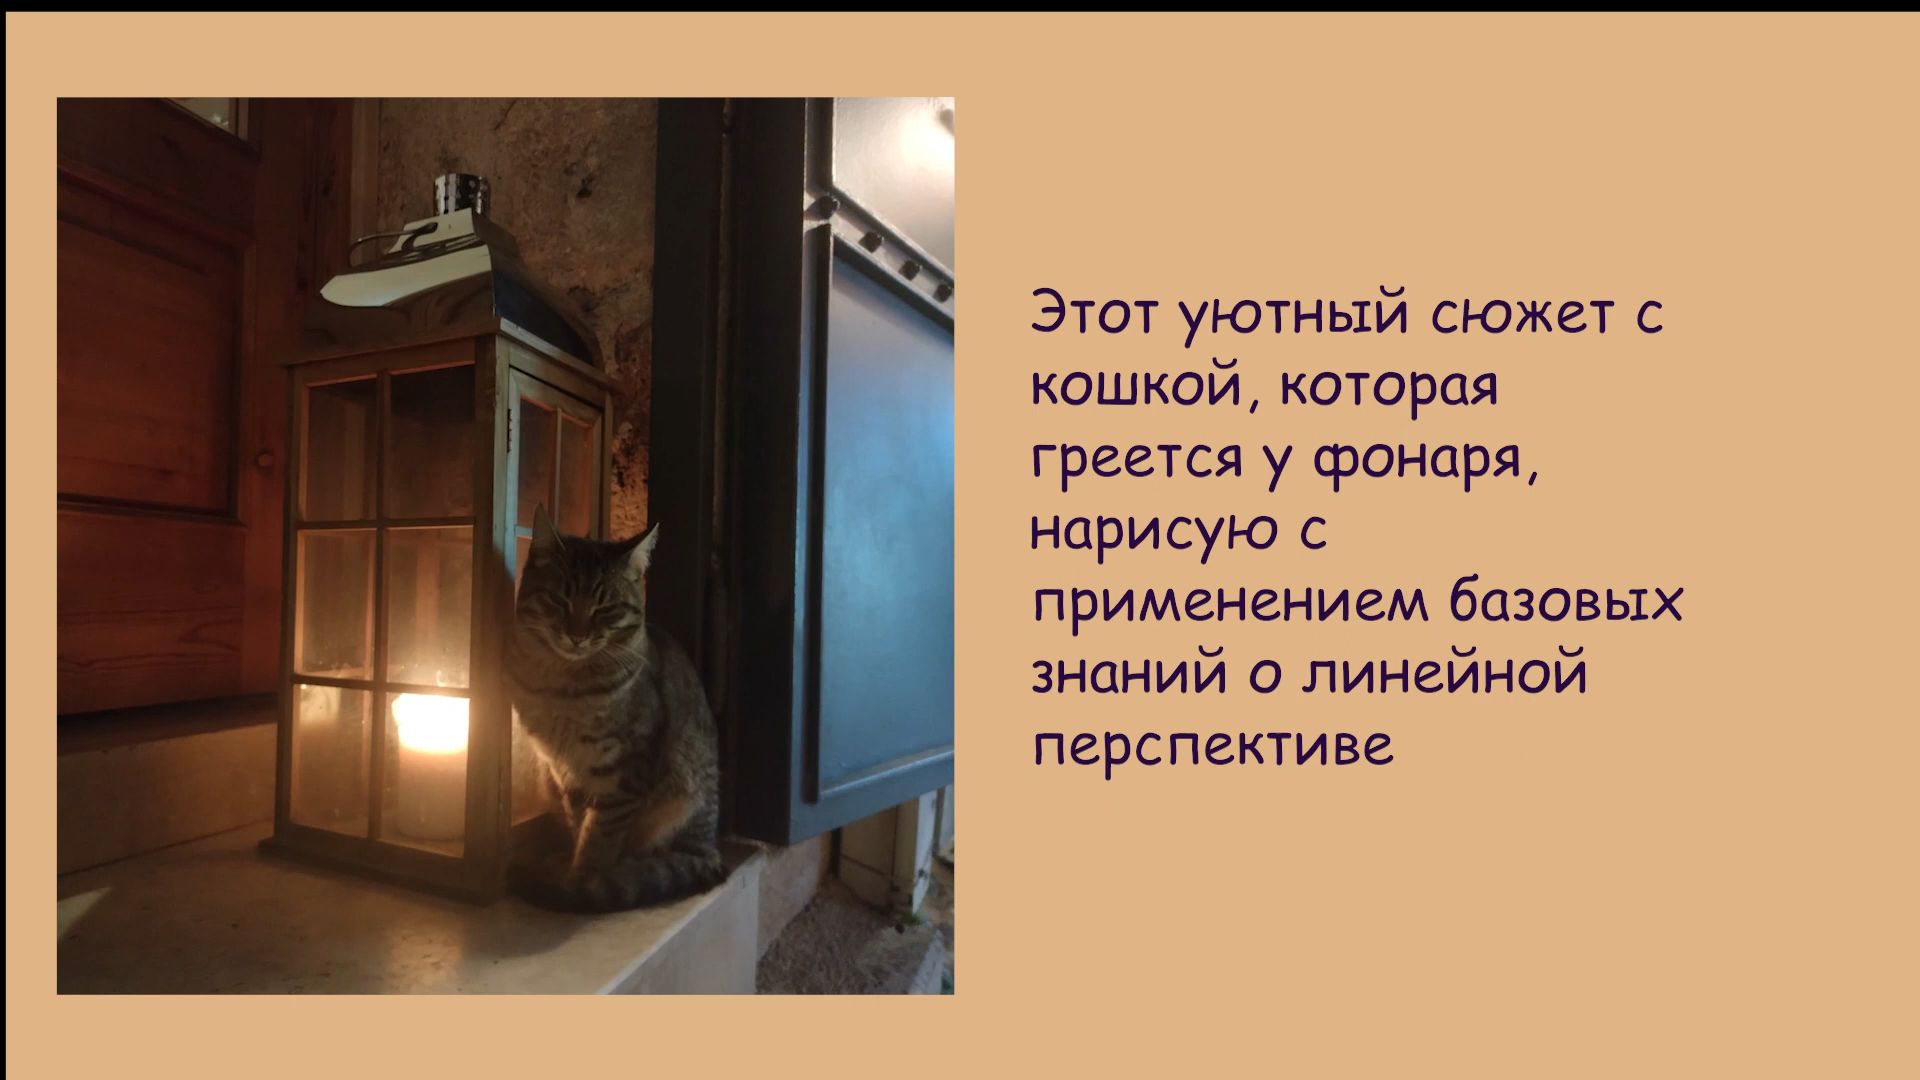 Этот уютный сюжет с
кошкой, которая
греется у фонаря,
нарисую с
применением базовых
знаний о линейной
перспективе